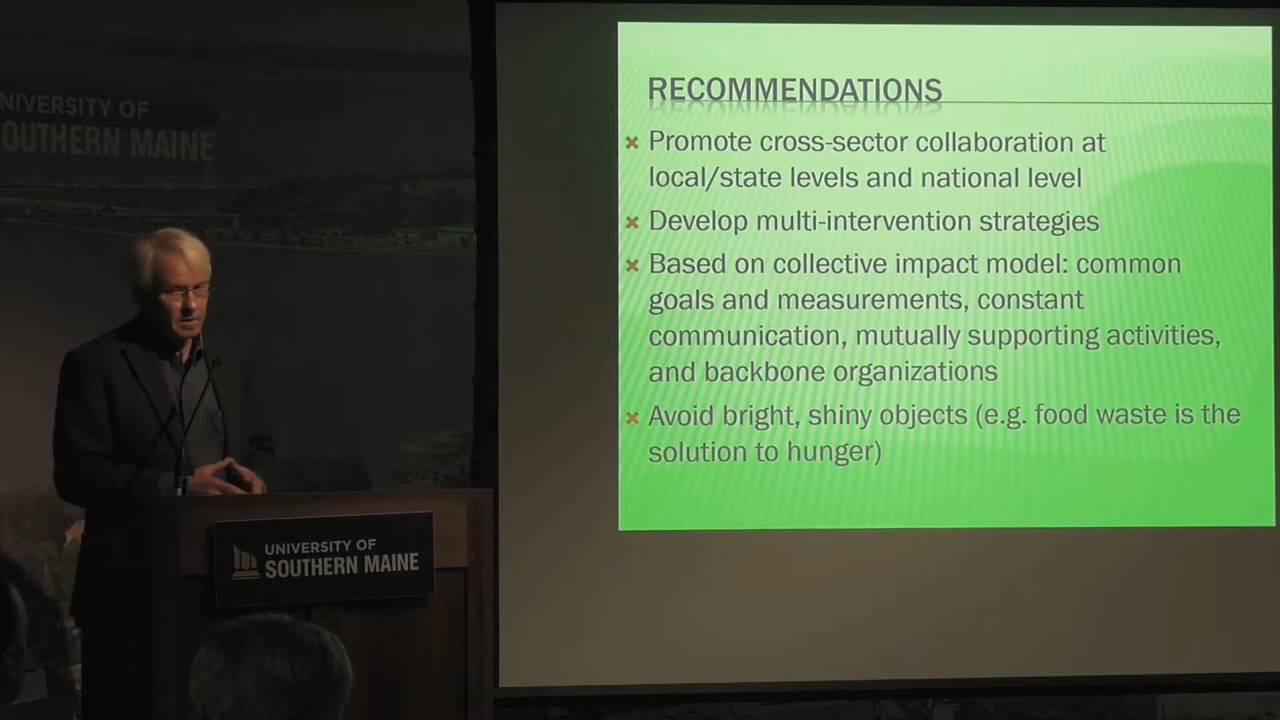 NIVERSITY OF
OUTHERN MAINE
RECOMMENDATIONS
Promote cross-sector collaboration at
local/state levels and national level
Develop multi-intervention strategies
Based on collective impact model: common
goals and measurements, constant
communication, mutually supporting activities,
and backbone organizations
Avoid bright, shiny objects (e.g. food waste is the
solution to hunger)
UNIVERSITY OF
SOUTHERN MAINE